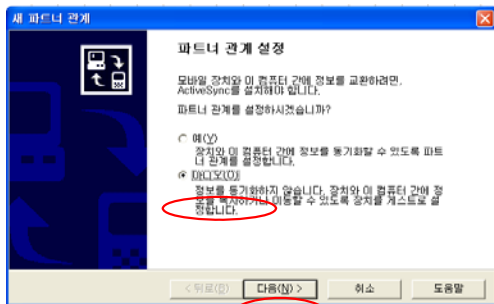 새 파트너 관계
파트너 관계 설정
모바일 장치와 이 컴퓨터 간에 정보를 교환하려면,
ActiveSync를 설치해야 합니다.
파트너 관계를 설정하시겠습니까?
예(Y)
장치와 이 컴퓨터 간에 정보를 동기화할 수 있도록 파트
너 관계를 설정합니다.
아니오(O)
정보를 동기화하지 않습니다. 장치와 이 컴퓨터 간에 정
보를 복사하거나 이동할 수 있도록 장치를 게스트로 설
정합니다.
< 뒤로(B) 다음(N) > 취소 도움말